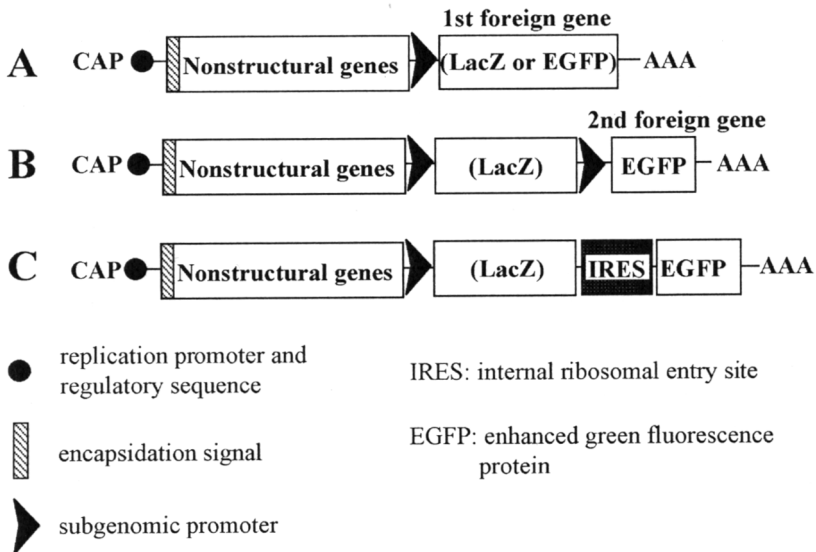 1st foreign gene
A CAP Nonstructural genes (LacZ or EGFP) AAA
2nd foreign gene
B CAP Nonstructural genes (LacZ) EGFP AAA
C CAP Nonstructural genes (LacZ) IRES EGFP AAA
replication promoter and
regulatory sequence
IRES: internal ribosomal entry site
encapsidation signal
EGFP: enhanced green fluorescence
protein
subgenomic promoter